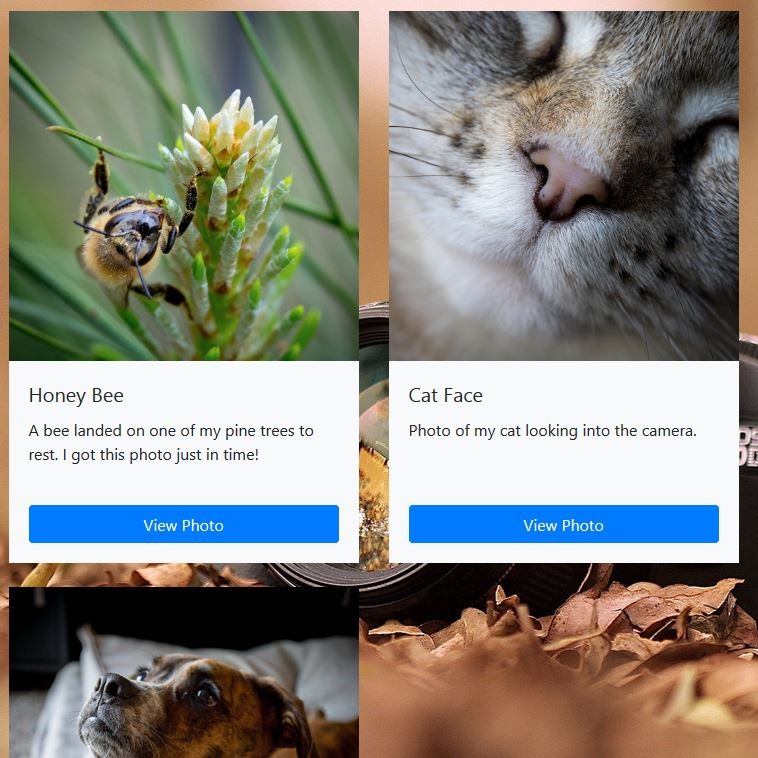 Honey Bee
A bee landed on one of my pine trees to
rest. I got this photo just in time!
View Photo
Cat Face
Photo of my cat looking into the camera.
View Photo